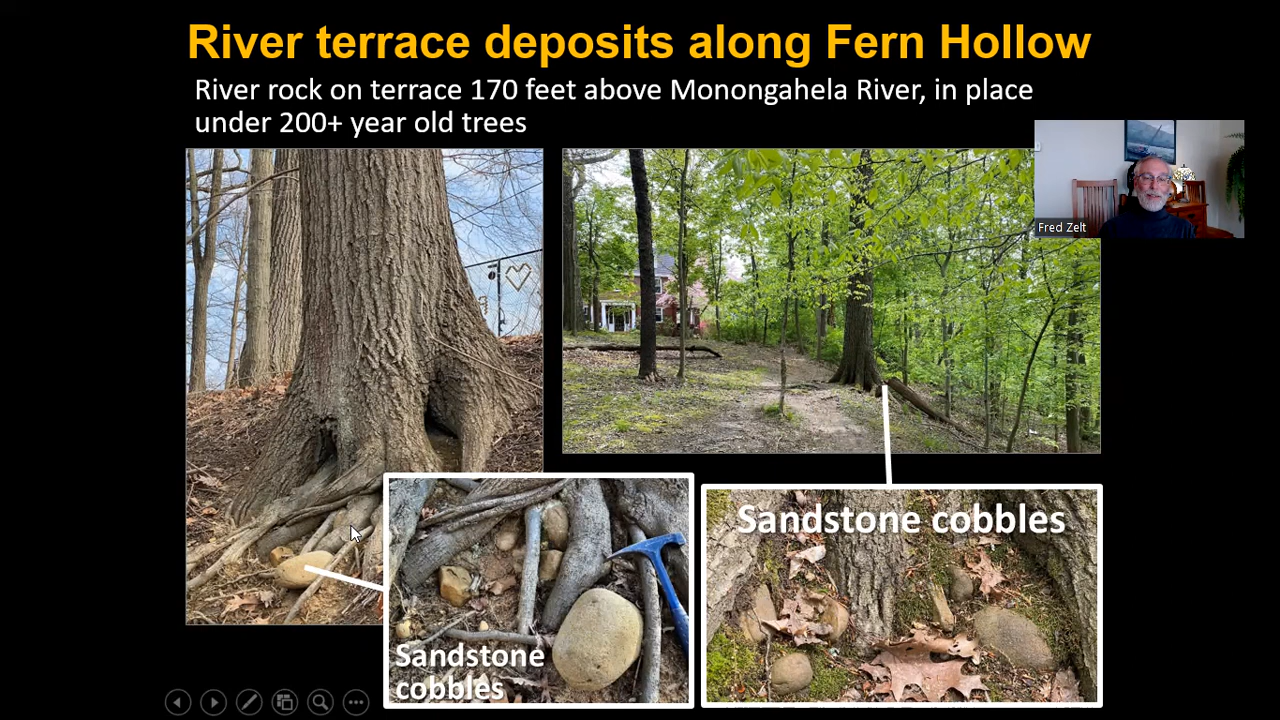 River terrace deposits along Fern Hollow
River rock on terrace 170 feet above Monongahela River, in place
under 200+ year old trees
Fred Zelt
Sandstone
cobbles
Sandstone cobbles